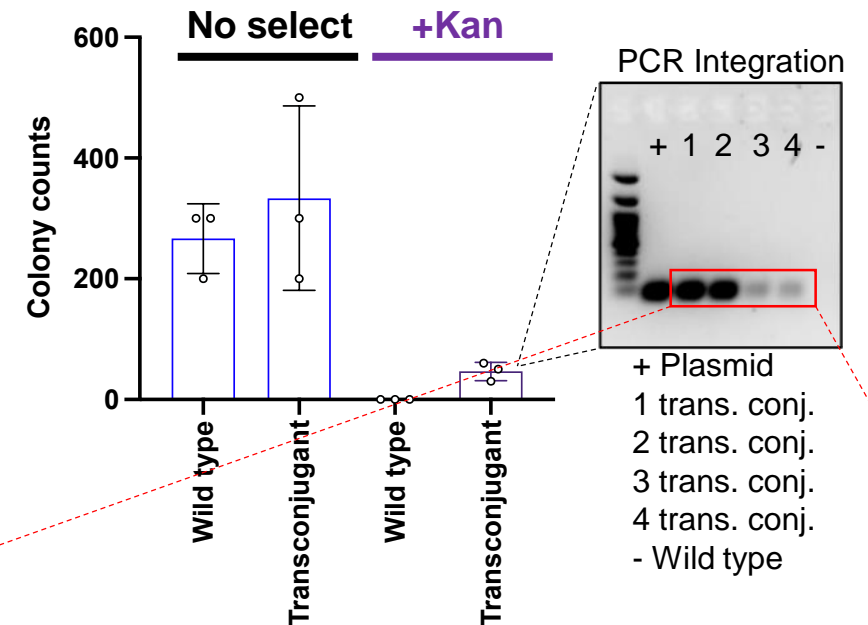 No select
+Kan
600
400
200
0
Colony counts
Wild type
Transconjugant
Wild type
Transconjugant
PCR Integration
+ 1 2 3 4 -
+ Plasmid
1 trans. conj.
2 trans. conj.
3 trans. conj.
4 trans. conj.
- Wild type